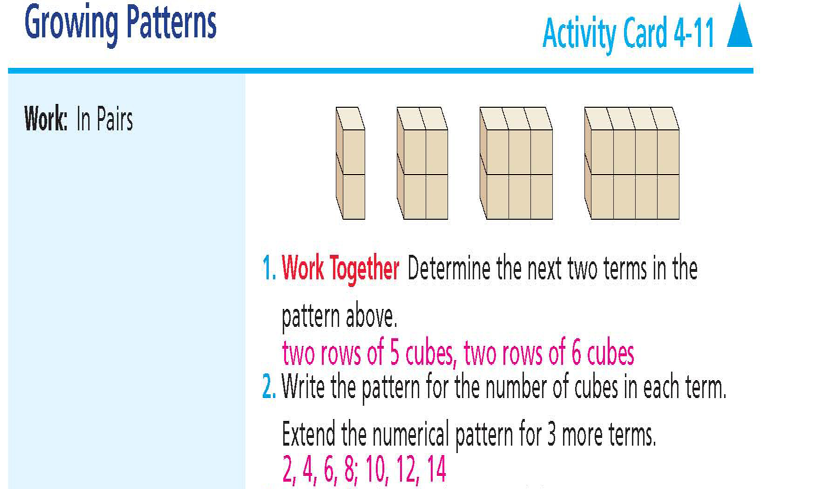 Growing Patterns
Activity Card 4-11
Work: In Pairs
1. Work Together Determine the next two terms in the
pattern above.
two rows of 5 cubes, two rows of 6 cubes
2. Write the pattern for the number of cubes in each term.
Extend the numerical pattern for 3 more terms.
2, 4, 6, 8; 10, 12, 14